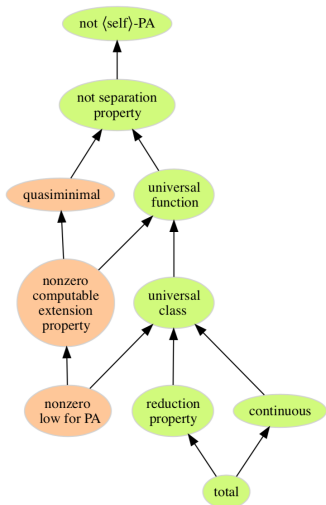 not ⟨self⟩-PA
not separation
property
quasiminimal
universal
function
nonzero
computable
extension
property
universal
class
nonzero
low for PA
reduction
property
continuous
total